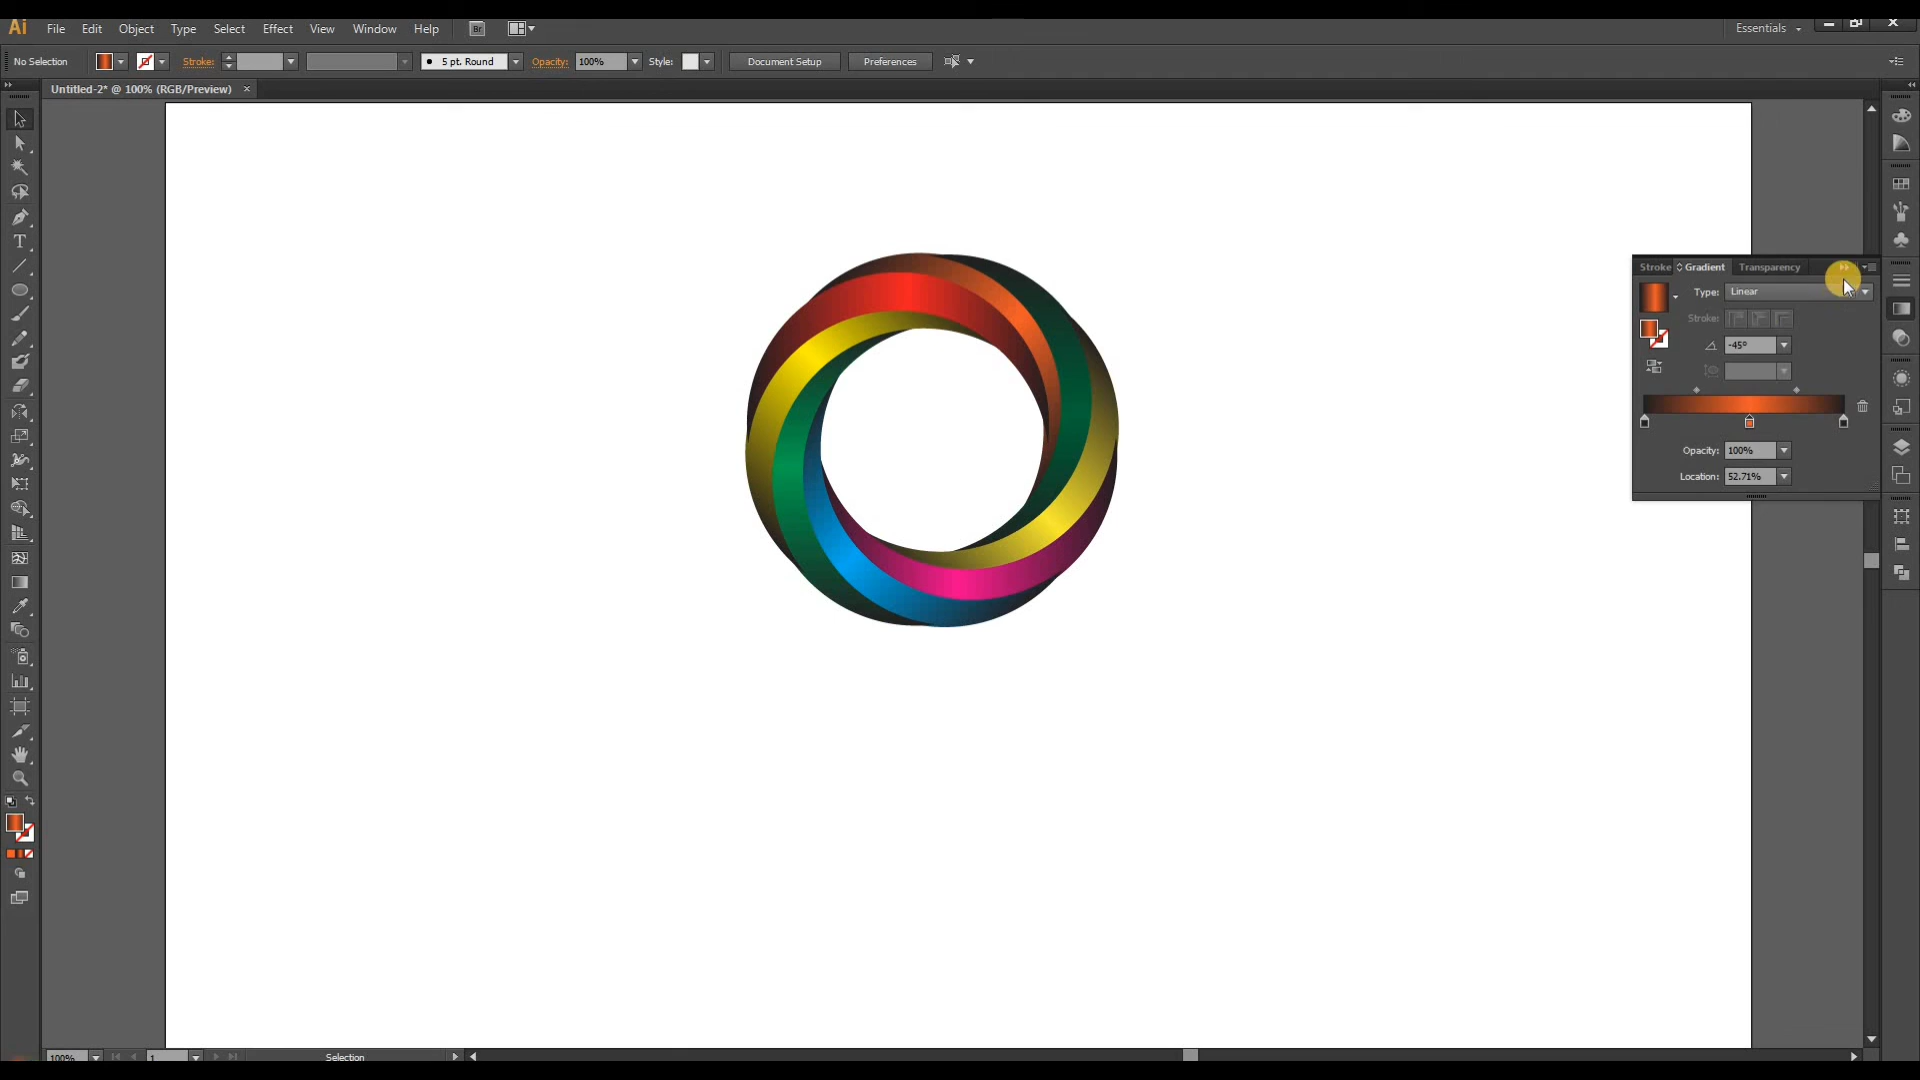 Ai File Edit Object Type Select Effect View Window Help Br Essentials
No Selection Stroke: 5 pt. Round Opacity: 100% Style: Document Setup Preferences
Untitled-2* @ 100% (RGB/Preview) ×
Stroke Gradient Transparency
Type: Linear
Stroke:
-45°
Opacity: 100%
Location: 52.71%
100% 1 Selection